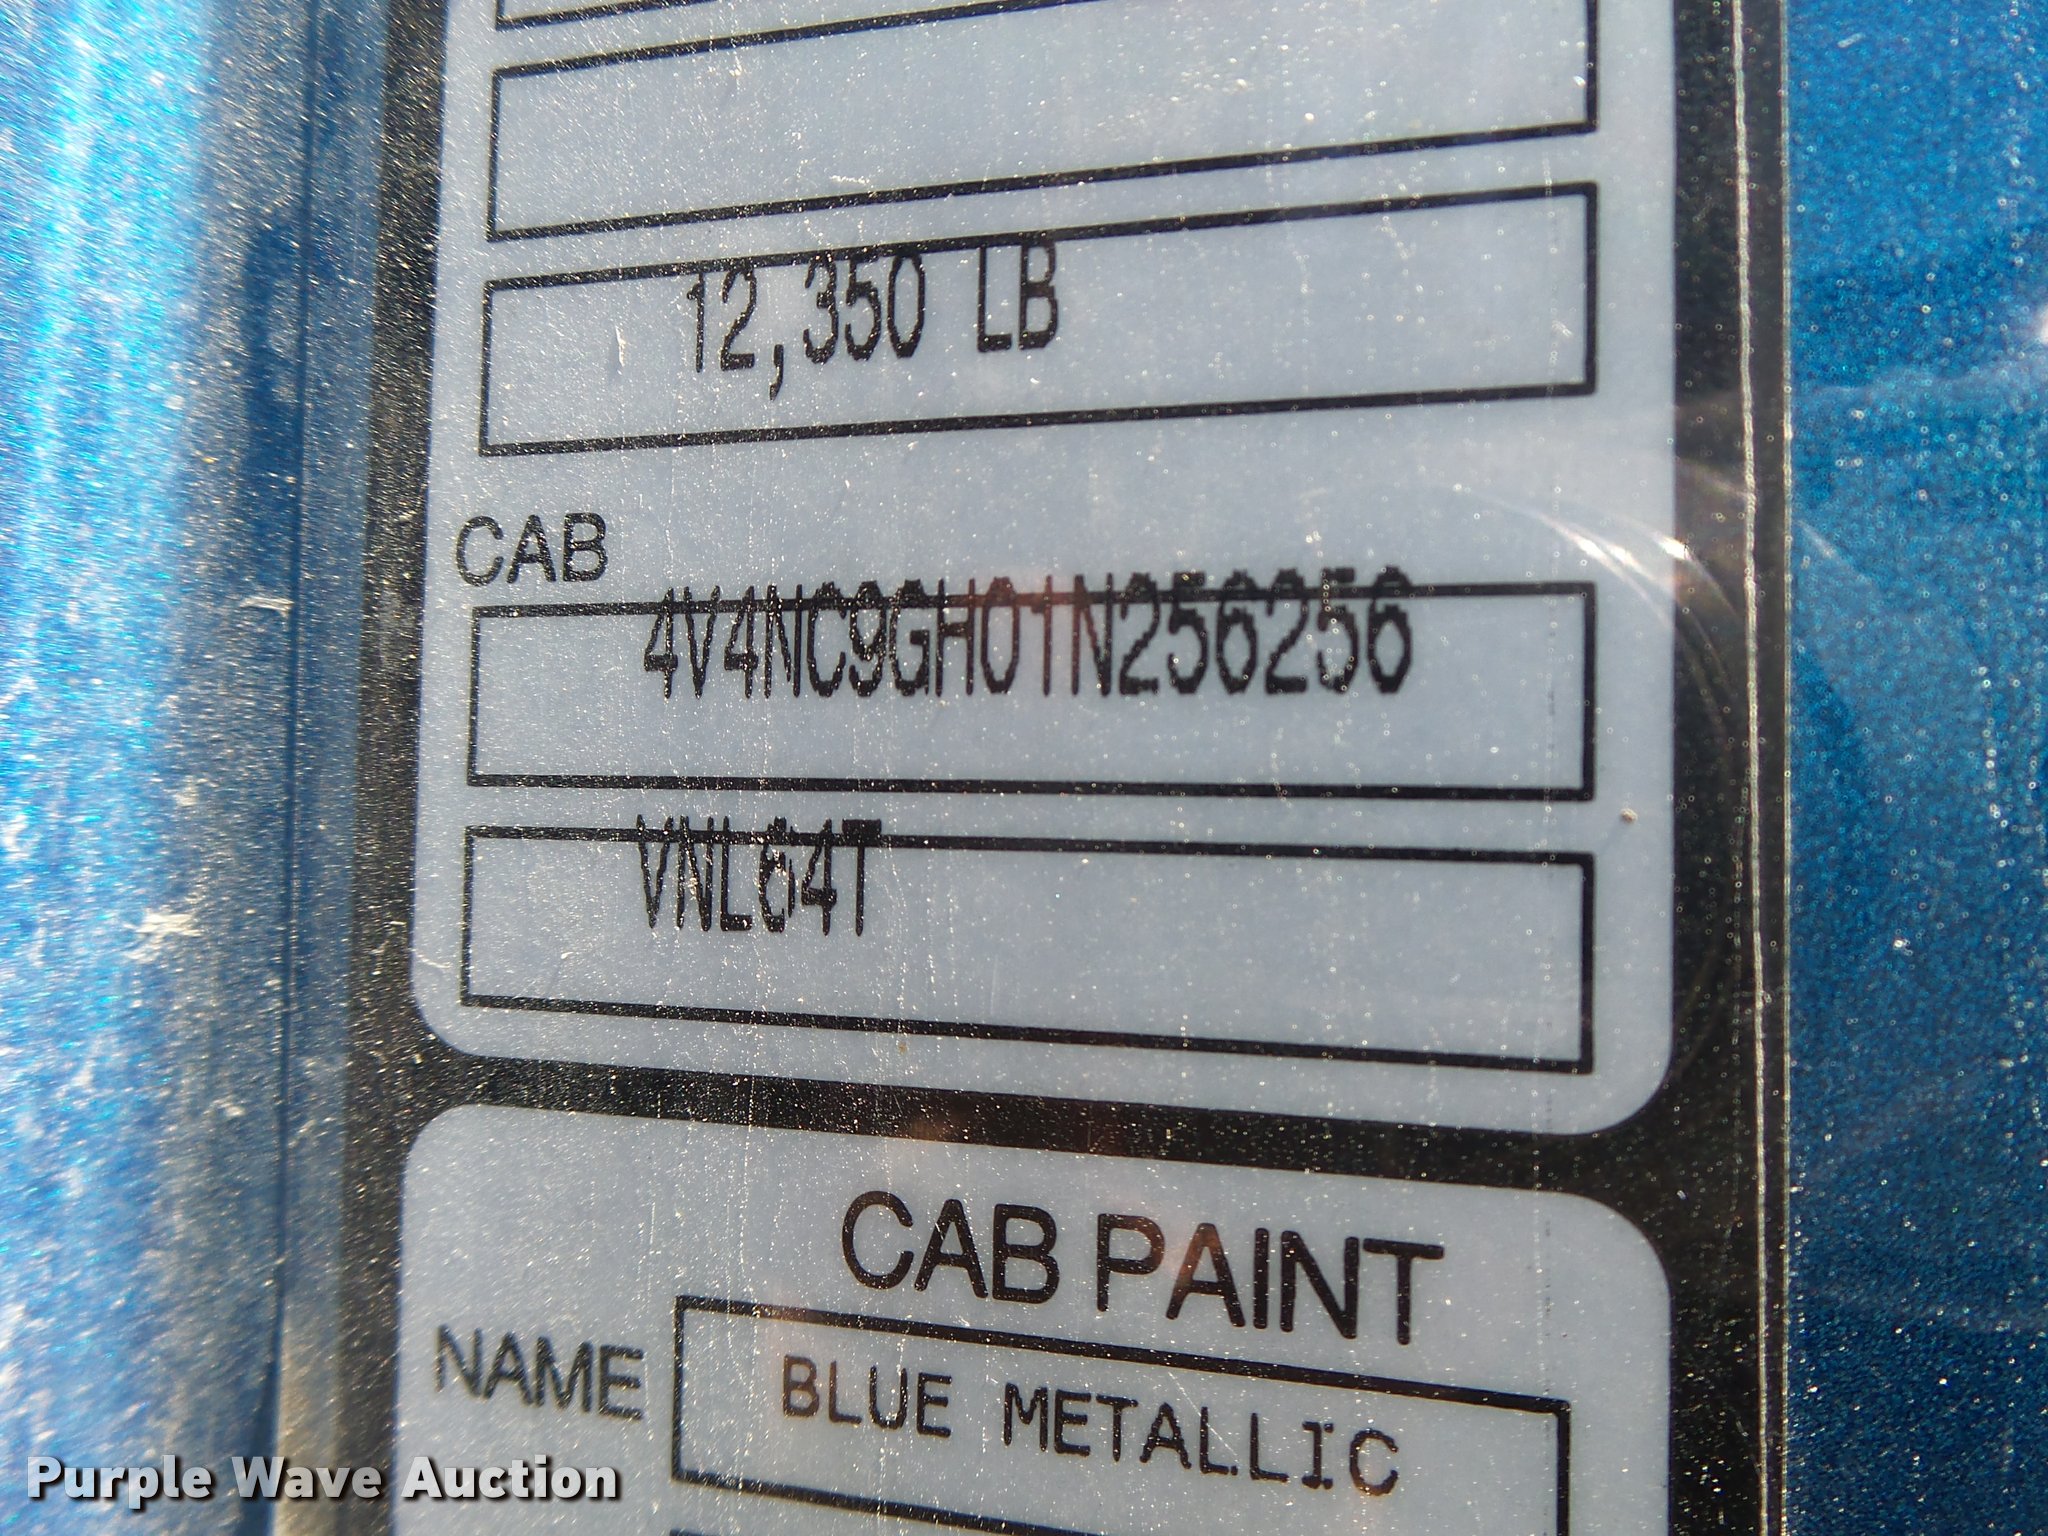 12,350 LB
CAB
4V4NC9GH01N256256
VNL64T
CAB PAINT
NAME
BLUE METALLIC
Purple Wave Auction